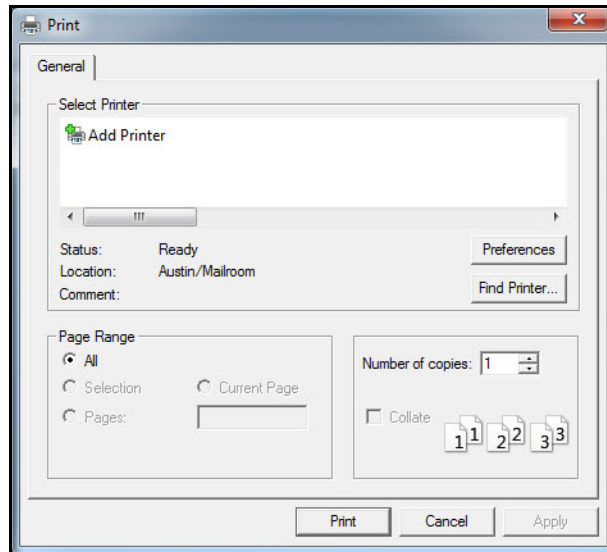 Print
General
Select Printer
Add Printer
Status: Ready
Preferences
Location: Austin/Mailroom
Comment:
Find Printer...
Page Range
All
Selection
Current Page
Pages:
Number of copies: 1
Collate
1 1 2 2 3 3
Print
Cancel
Apply